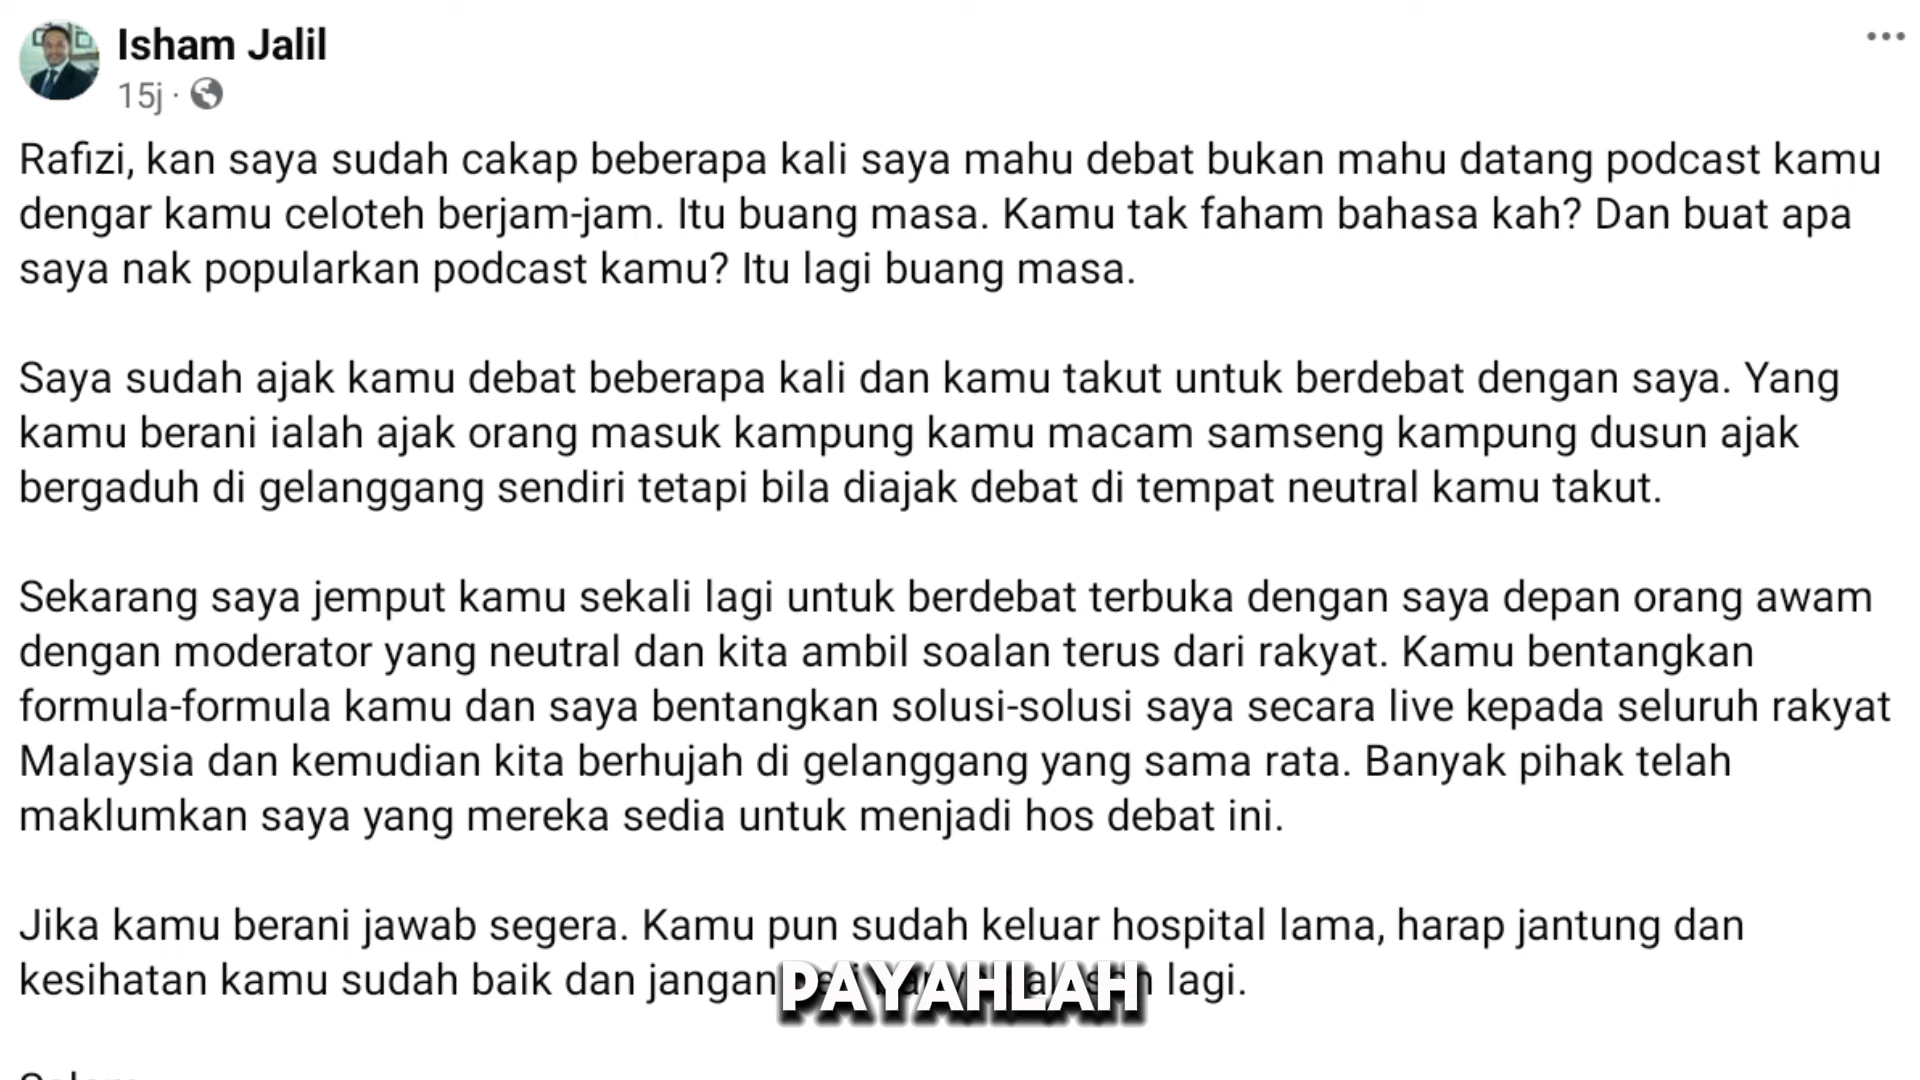 Isham Jalil
15j ·
Rafizi, kan saya sudah cakap beberapa kali saya mahu debat bukan mahu datang podcast kamu
dengar kamu celoteh berjam-jam. Itu buang masa. Kamu tak faham bahasa kah? Dan buat apa
saya nak popularkan podcast kamu? Itu lagi buang masa.
Saya sudah ajak kamu debat beberapa kali dan kamu takut untuk berdebat dengan saya. Yang
kamu berani ialah ajak orang masuk kampung kamu macam samseng kampung dusun ajak
bergaduh di gelanggang sendiri tetapi bila diajak debat di tempat neutral kamu takut.
Sekarang saya jemput kamu sekali lagi untuk berdebat terbuka dengan saya depan orang awam
dengan moderator yang neutral dan kita ambil soalan terus dari rakyat. Kamu bentangkan
formula-formula kamu dan saya bentangkan solusi-solusi saya secara live kepada seluruh rakyat
Malaysia dan kemudian kita berhujah di gelanggang yang sama rata. Banyak pihak telah
maklumkan saya yang mereka sedia untuk menjadi hos debat ini.
Jika kamu berani jawab segera. Kamu pun sudah keluar hospital lama, harap jantung dan
kesihatan kamu sudah baik dan jangan lagi.
PAYAHLAH